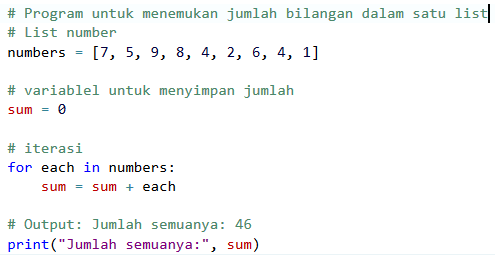 # Program untuk menemukan jumlah bilangan dalam satu list
# List number
numbers = [7, 5, 9, 8, 4, 2, 6, 4, 1]
# variablel untuk menyimpan jumlah
sum = 0
# iterasi
for each in numbers:
    sum = sum + each
# Output: Jumlah semuanya: 46
print("Jumlah semuanya:", sum)